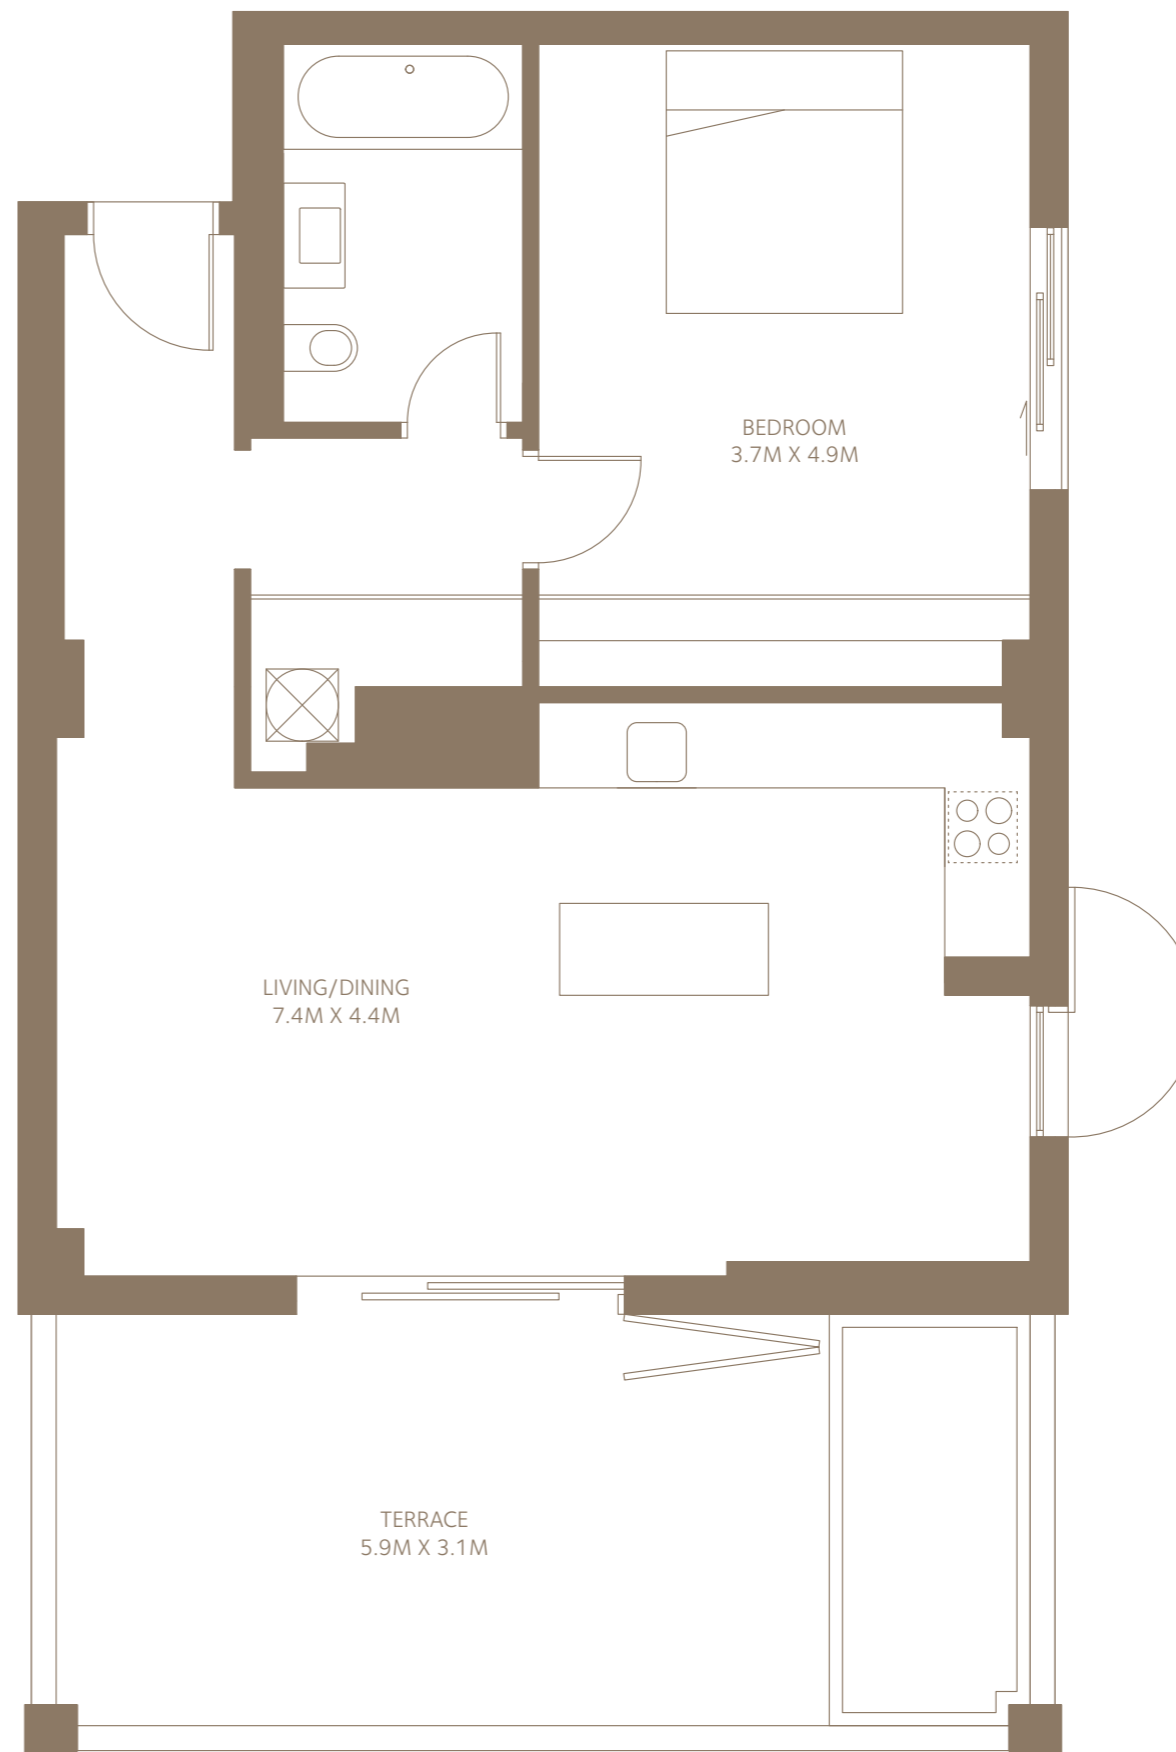 BEDROOM
3.7M X 4.9M
LIVING/DINING
7.4M X 4.4M
TERRACE
5.9M X 3.1M